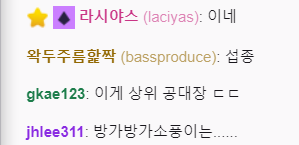 라시야스 (laciyas): 이네
왁두주름핥짝 (bassproduce): 섭종
gkae123: 이게 상위 공대장 ㄷㄷ
jhlee311: 방가방가소풍이는......